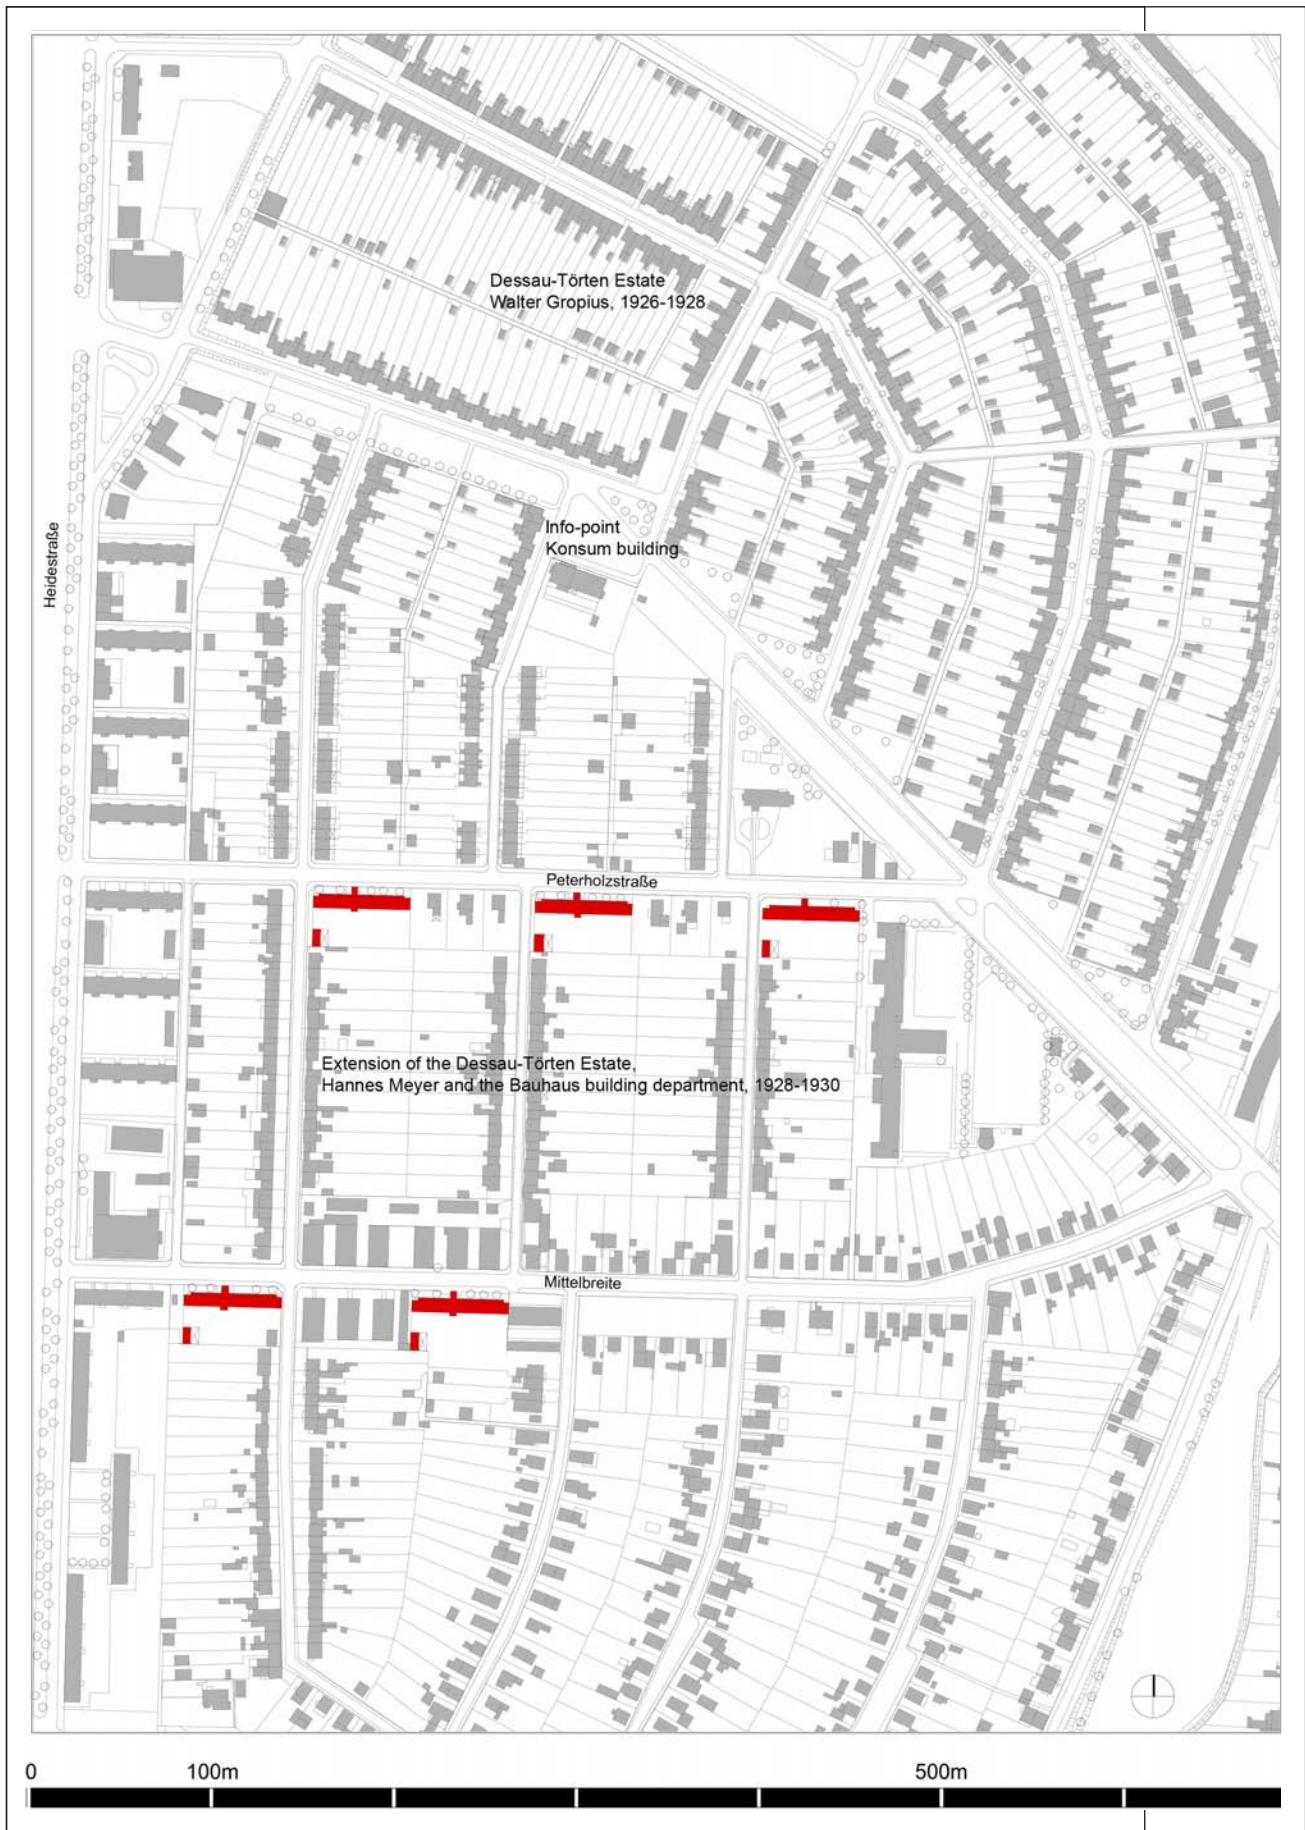 Dessau-Törten Estate
Walter Gropius, 1926-1928
Info-point
Konsum building
Heidestraße
Peterholzstraße
Extension of the Dessau-Törten Estate,
Hannes Meyer and the Bauhaus building department, 1928-1930
Mittelbreite
0 100m 500m